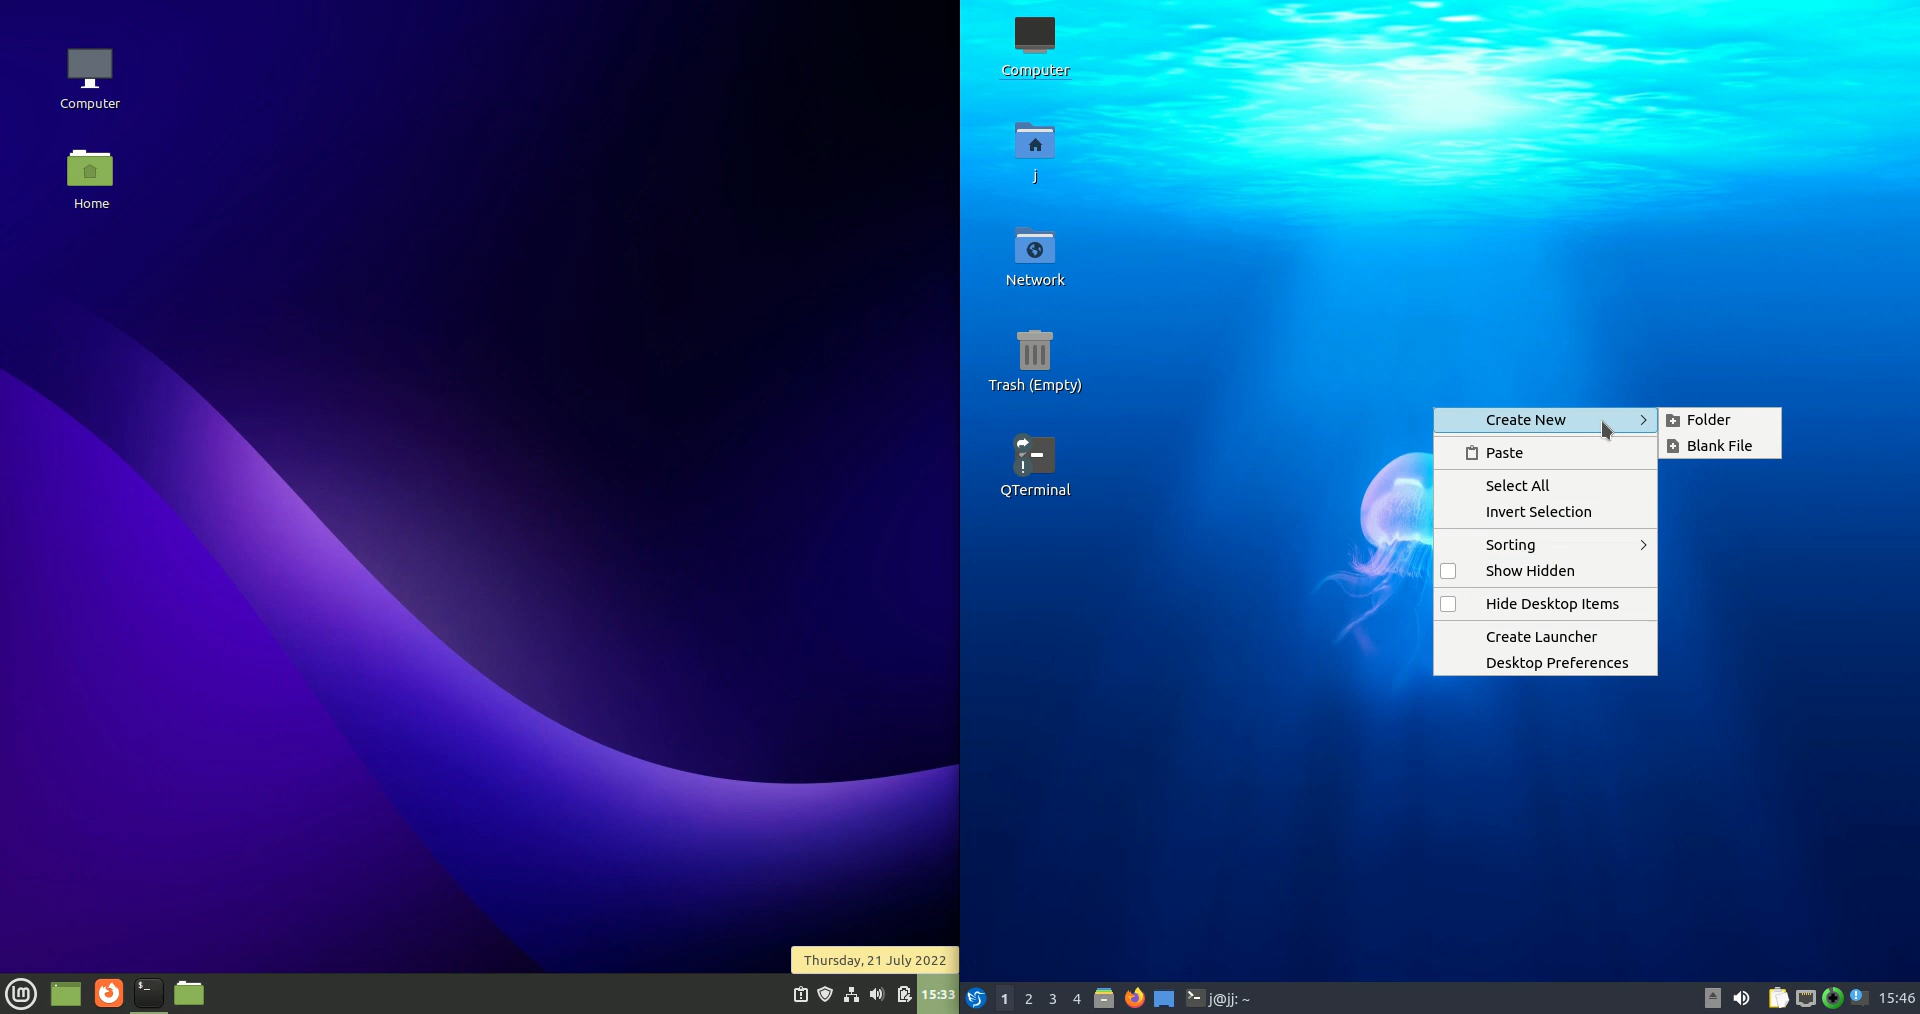 Computer
Home
Thursday, 21 July 2022
15:33
Computer
j
Network
Trash (Empty)
QTerminal
Create New
Folder
Blank File
Paste
Select All
Invert Selection
Sorting
Show Hidden
Hide Desktop Items
Create Launcher
Desktop Preferences
1 2 3 4 j@jj: ~
15:46